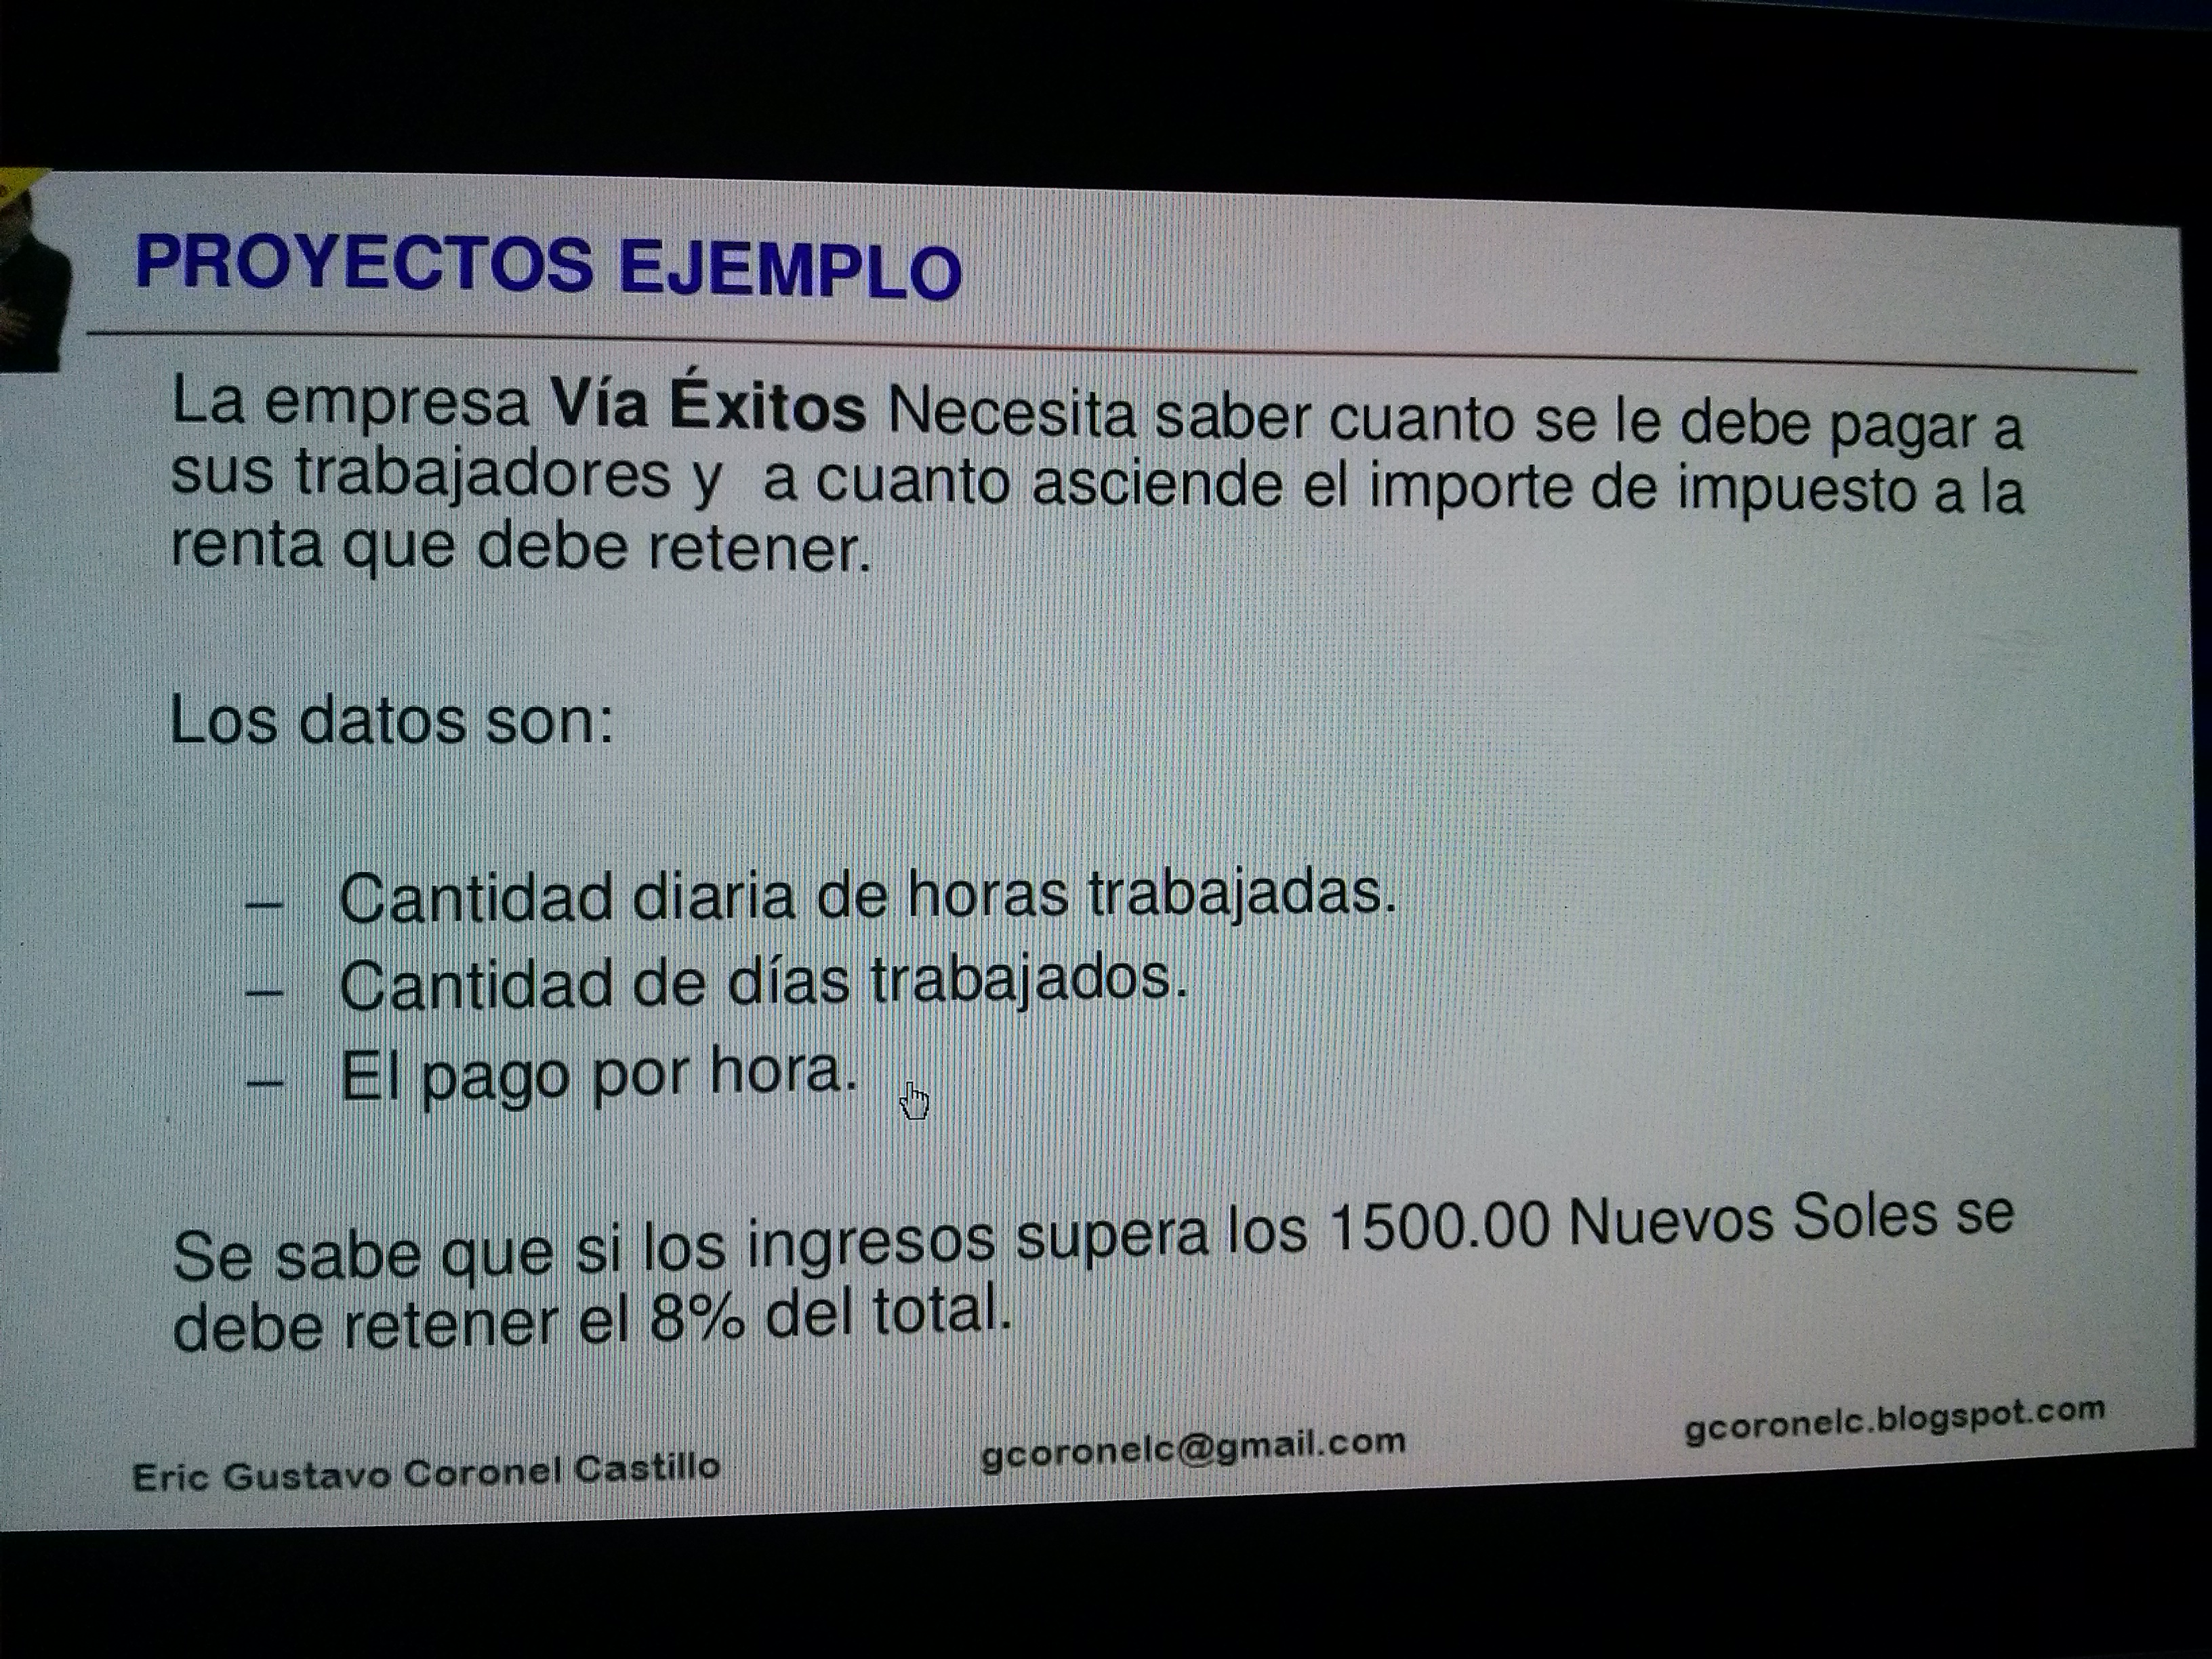 PROYECTOS EJEMPLO
La empresa Vía Éxitos Necesita saber cuanto se le debe pagar a
sus trabajadores y a cuanto asciende el importe de impuesto a la
renta que debe retener.
Los datos son:
– Cantidad diaria de horas trabajadas.
– Cantidad de días trabajados.
– El pago por hora.
Se sabe que si los ingresos supera los 1500.00 Nuevos Soles se
debe retener el 8% del total.
Eric Gustavo Coronel Castillo gcoronelc@gmail.com gcoronelc.blogspot.com